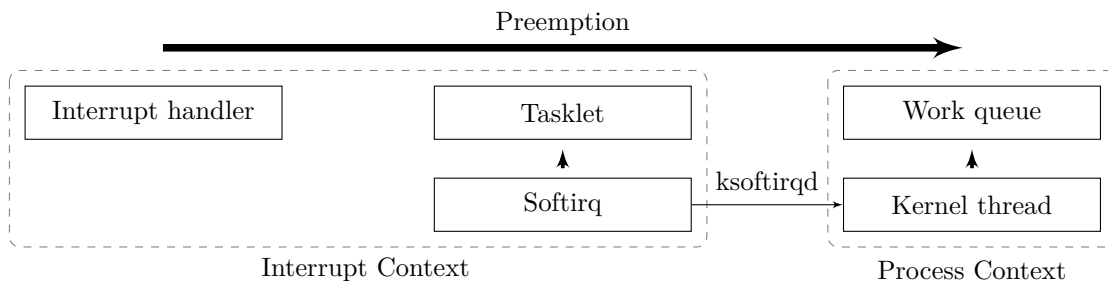 Preemption
Interrupt handler
Tasklet
Work queue
Softirq
ksoftirqd
Kernel thread
Interrupt Context
Process Context